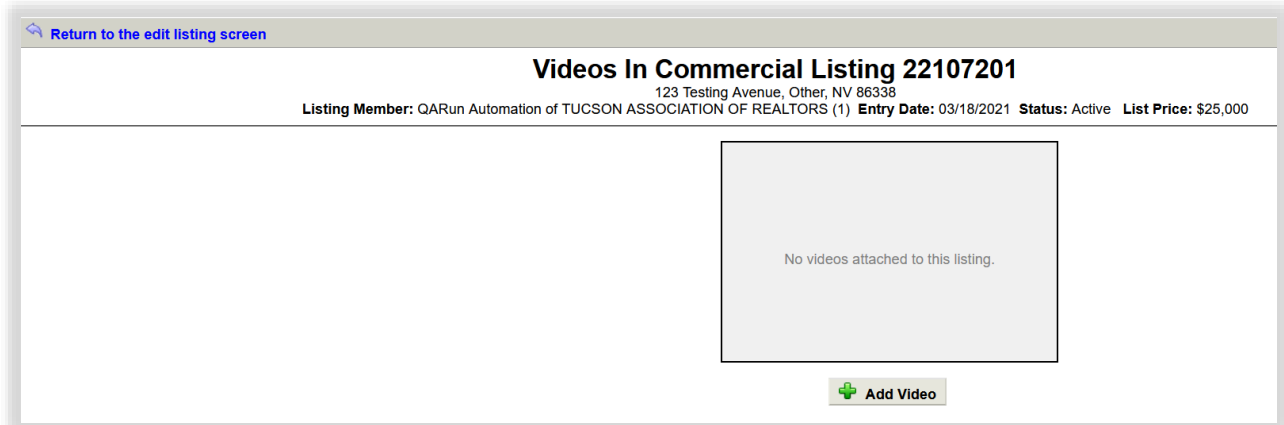 Return to the edit listing screen
Videos In Commercial Listing 22107201
123 Testing Avenue, Other, NV 86338
Listing Member: QARun Automation of TUCSON ASSOCIATION OF REALTORS (1) Entry Date: 03/18/2021 Status: Active List Price: $25,000
No videos attached to this listing.
Add Video